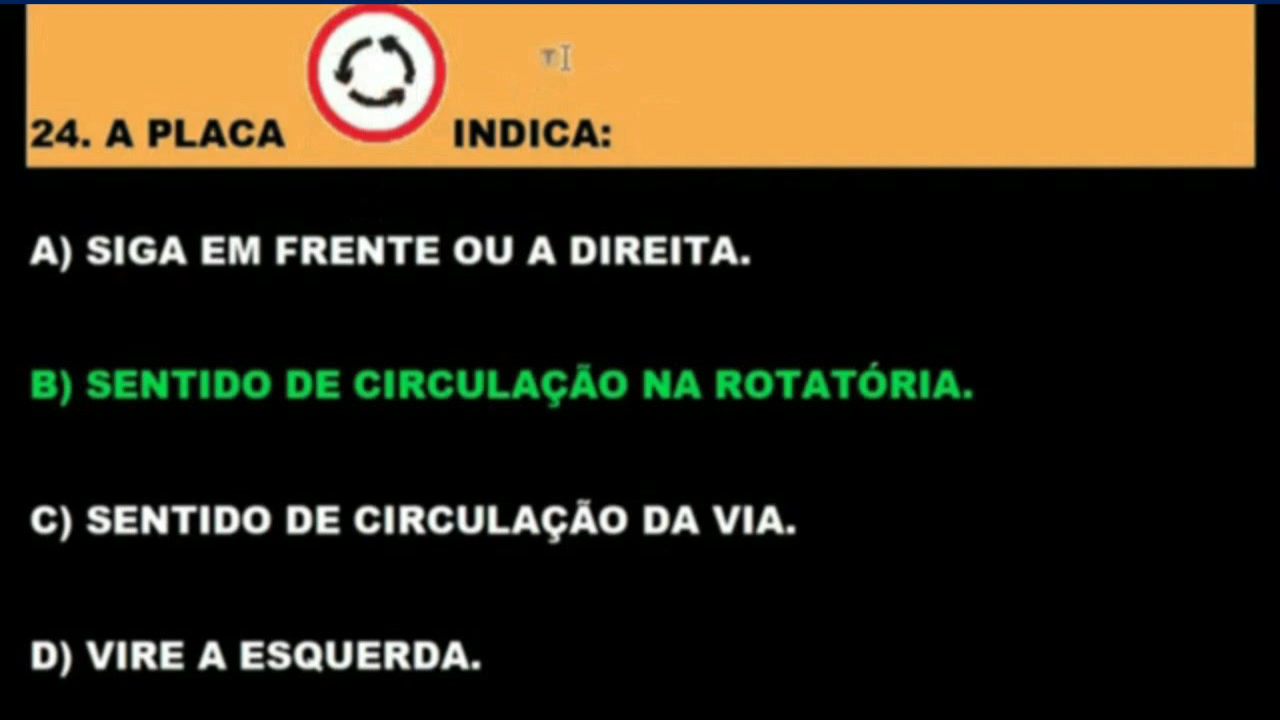 24. A PLACA INDICA:
A) SIGA EM FRENTE OU A DIREITA.
B) SENTIDO DE CIRCULAÇÃO NA ROTATÓRIA.
C) SENTIDO DE CIRCULAÇÃO DA VIA.
D) VIRE A ESQUERDA.